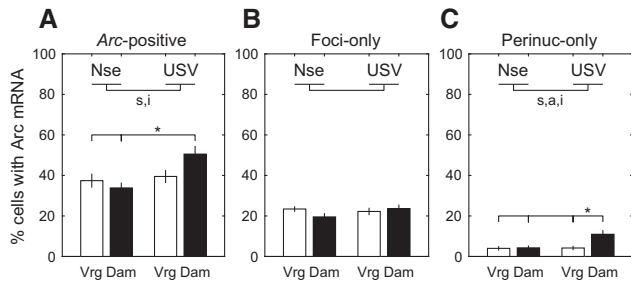 A B C
Arc-positive Foci-only Perinuc-only
% cells with Arc mRNA
100 100 100
Nse USV Nse USV Nse USV
s,i s,a,i
80 80 80
60 60 60
* 
40 40 40
*
20 20 20
0 0 0
Vrg Dam Vrg Dam Vrg Dam Vrg Dam Vrg Dam Vrg Dam